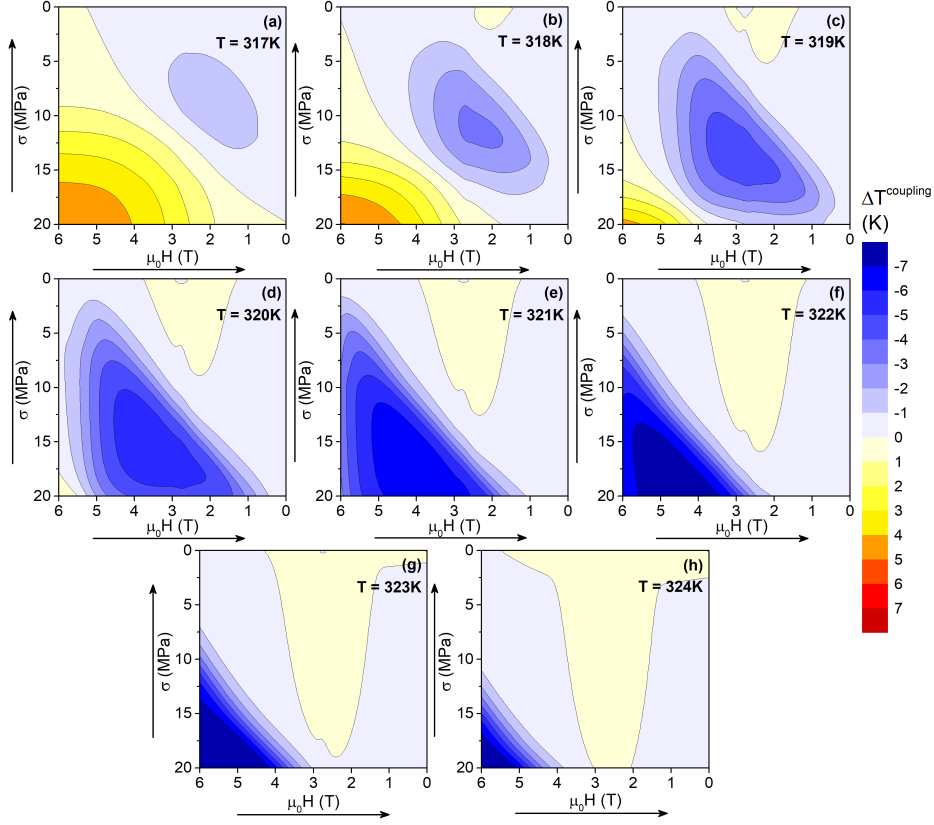 (a)
T = 317K
0
5
10
15
20
6 5 4 3 2 1 0
σ (MPa)
μ₀H (T)
(b)
T = 318K
0
5
10
15
20
6 5 4 3 2 1 0
σ (MPa)
μ₀H (T)
(c)
T = 319K
0
5
10
15
20
6 5 4 3 2 1 0
σ (MPa)
μ₀H (T)
(d)
T = 320K
0
5
10
15
20
6 5 4 3 2 1 0
σ (MPa)
μ₀H (T)
(e)
T = 321K
0
5
10
15
20
6 5 4 3 2 1 0
σ (MPa)
μ₀H (T)
(f)
T = 322K
0
5
10
15
20
6 5 4 3 2 1 0
σ (MPa)
μ₀H (T)
(g)
T = 323K
0
5
10
15
20
6 5 4 3 2 1 0
σ (MPa)
μ₀H (T)
(h)
T = 324K
0
5
10
15
20
6 5 4 3 2 1 0
σ (MPa)
μ₀H (T)
ΔT^coupling
(K)
-7
-6
-5
-4
-3
-2
-1
0
1
2
3
4
5
6
7